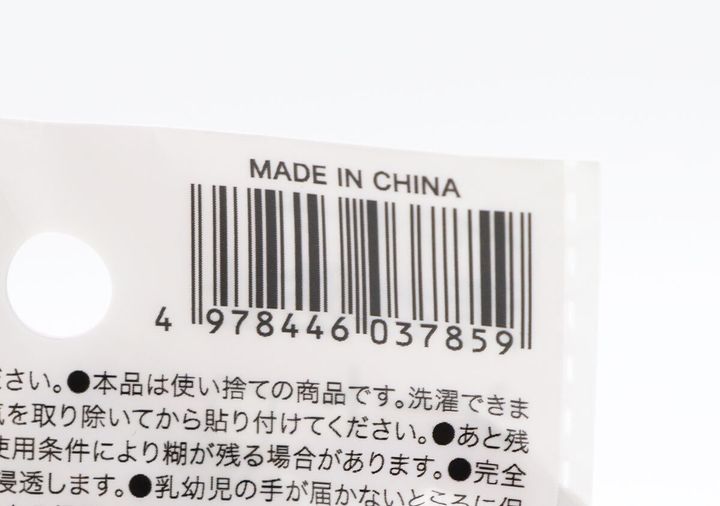 MADE IN CHINA
4 978446 037859
ださい。●本品は使い捨ての商品です。洗濯できま
気を取り除いてから貼り付けてください。●あと残
使用条件により糊が残る場合があります。●完全
浸透します。●乳幼児の手が届かないところに保